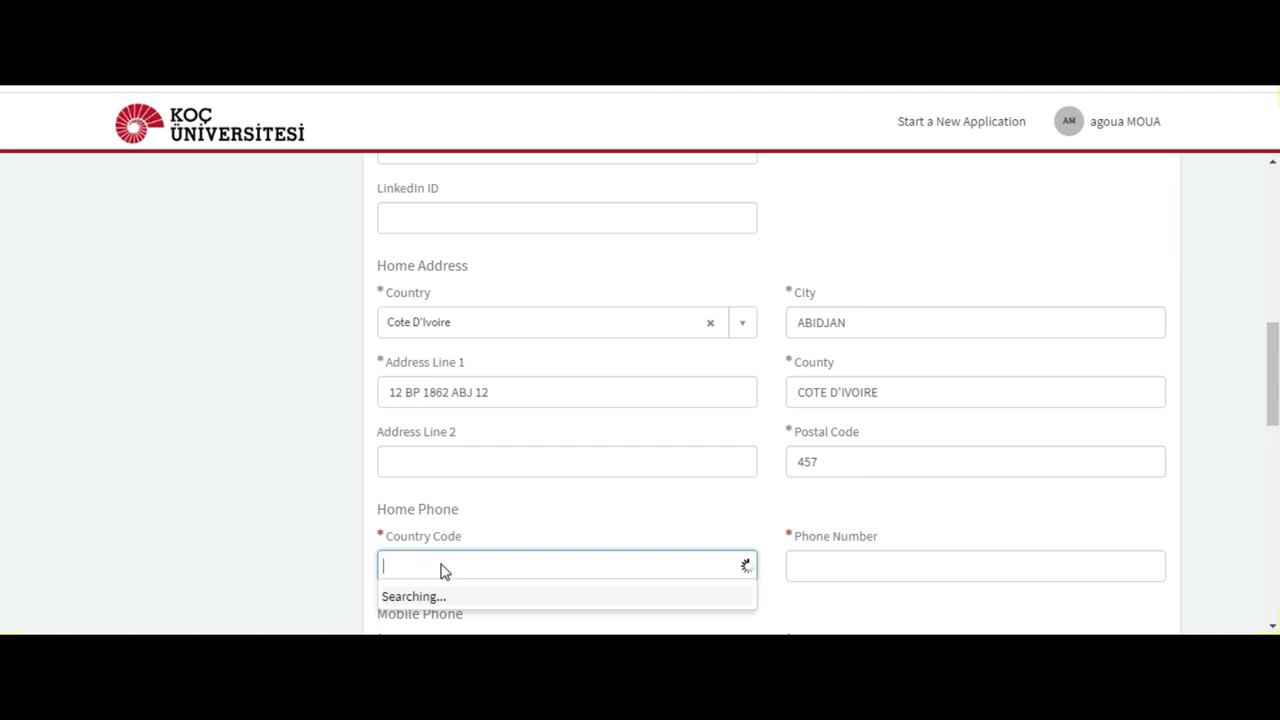 KOÇ
ÜNİVERSİTESİ
Start a New Application
AM
agoua MOUA
LinkedIn ID
Home Address
* Country
* City
Cote D'Ivoire
ABIDJAN
* Address Line 1
* County
12 BP 1862 ABJ 12
COTE D'IVOIRE
Address Line 2
* Postal Code
457
Home Phone
* Country Code
* Phone Number
Searching...
Mobile Phone